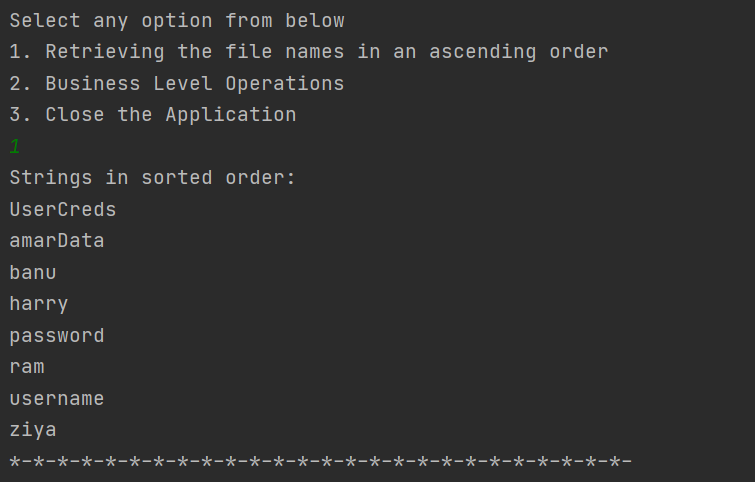 Select any option from below
1. Retrieving the file names in an ascending order
2. Business Level Operations
3. Close the Application
1
Strings in sorted order:
UserCreds
amarData
banu
harry
password
ram
username
ziya
*-*-*-*-*-*-*-*-*-*-*-*-*-*-*-*-*-*-*-*-*-*-*-*-*-*-